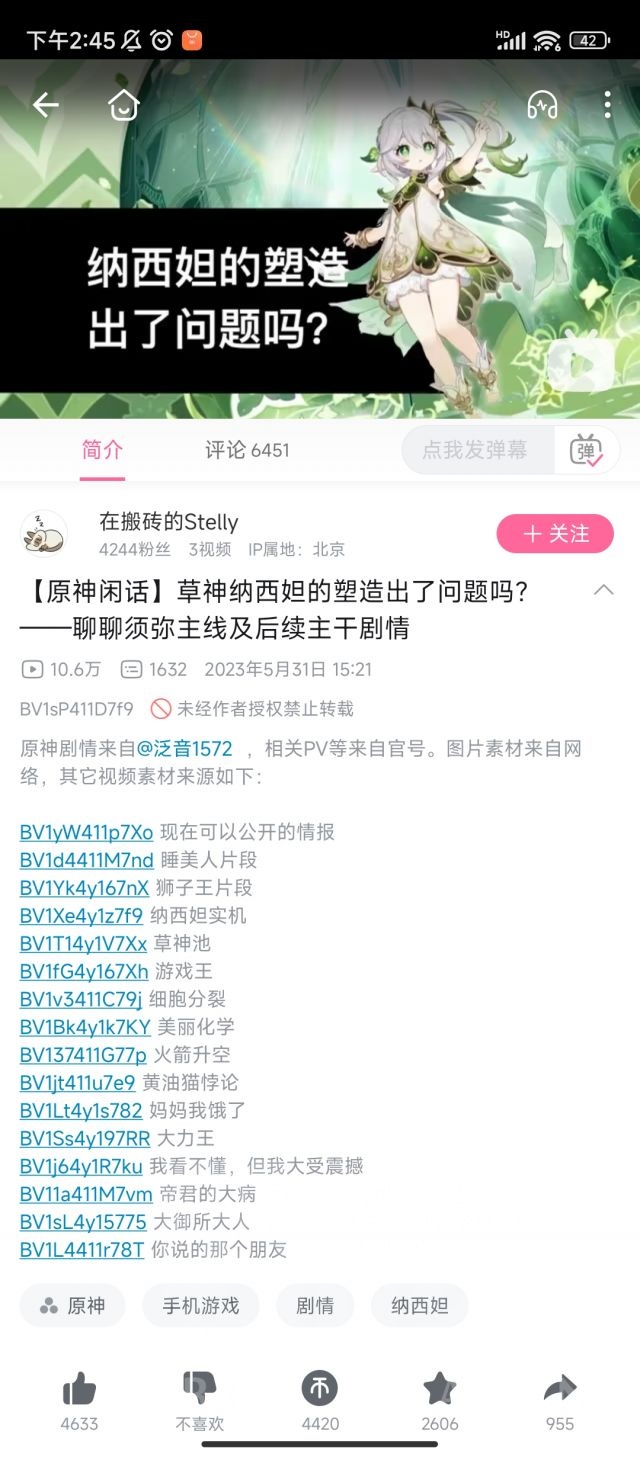 下午2:45
HD
6
42
纳西妲的塑造
出了问题吗?
简介
评论 6451
点我发弹幕
弹
在搬砖的Stelly
4244粉丝 3视频 IP属地：北京
+ 关注
【原神闲话】草神纳西妲的塑造出了问题吗?
——聊聊须弥主线及后续主干剧情
10.6万 1632 2023年5月31日 15:21
BV1sP411D7f9 未经作者授权禁止转载
原神剧情来自@泛音1572 ，相关PV等来自官号。图片素材来自网
络，其它视频素材来源如下：
BV1yW411p7Xo 现在可以公开的情报
BV1d4411M7nd 睡美人片段
BV1Yk4y167nX 狮子王片段
BV1Xe4y1z7f9 纳西妲实机
BV1T14y1V7Xx 草神池
BV1fG4y167Xh 游戏王
BV1v3411C79j 细胞分裂
BV1Bk4y1k7KY 美丽化学
BV137411G77p 火箭升空
BV1jt411u7e9 黄油猫悖论
BV1Lt4y1s782 妈妈我饿了
BV1Ss4y197RR 大力王
BV1j64y1R7ku 我看不懂，但我大受震撼
BV11a411M7vm 帝君的大病
BV1sL4y15775 大御所大人
BV1L4411r78T 你说的那个朋友
原神 手机游戏 剧情 纳西妲
4633 不喜欢 4420 2606 955